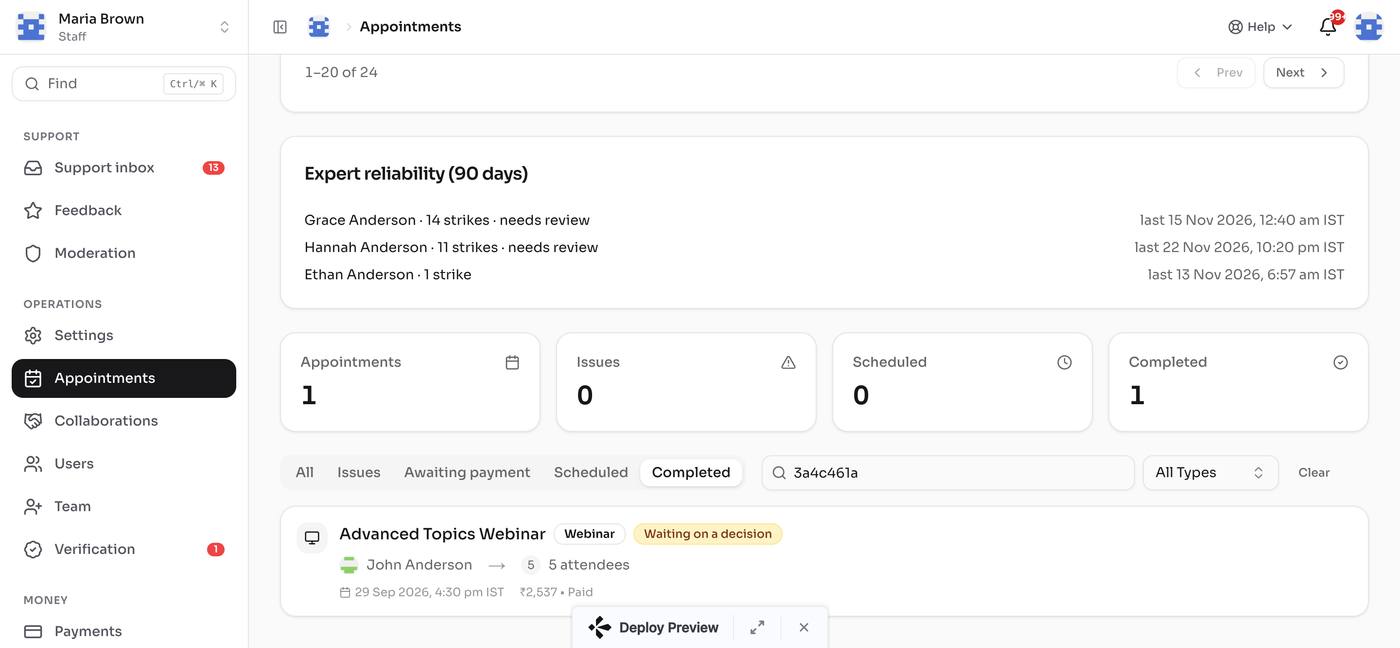 Maria Brown
Staff
Appointments
Help
99+
Find
Ctrl/⌘ K
SUPPORT
Support inbox 13
Feedback
Moderation
OPERATIONS
Settings
Appointments
Collaborations
Users
Team
Verification 1
MONEY
Payments
1–20 of 24
Prev
Next
Expert reliability (90 days)
Grace Anderson · 14 strikes · needs review last 15 Nov 2026, 12:40 am IST
Hannah Anderson · 11 strikes · needs review last 22 Nov 2026, 10:20 pm IST
Ethan Anderson · 1 strike last 13 Nov 2026, 6:57 am IST
Appointments
1
Issues
0
Scheduled
0
Completed
1
All Issues Awaiting payment Scheduled Completed
3a4c461a
All Types
Clear
Advanced Topics Webinar Webinar Waiting on a decision
John Anderson → 5 5 attendees
29 Sep 2026, 4:30 pm IST ₹2,537 • Paid
Deploy Preview